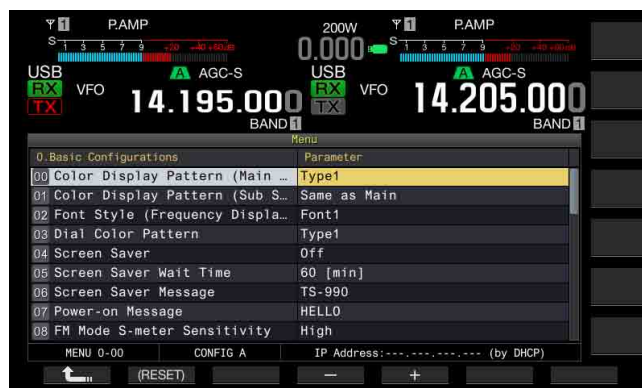 1 P.AMP 200W 1 P.AMP
S 1 3 5 7 9 +20 +40 +60dB 0.000 S 1 3 5 7 9 +20 +40 +60dB
USB A AGC-S USB A AGC-S
RX VFO 14.195.000 RX VFO 14.205.000
TX TX
BAND 1 BAND 1
Menu
0.Basic Configurations Parameter
00 Color Display Pattern (Main … Type1
01 Color Display Pattern (Sub S… Same as Main
02 Font Style (Frequency Displa… Font1
03 Dial Color Pattern Type1
04 Screen Saver Off
05 Screen Saver Wait Time 60 [min]
06 Screen Saver Message TS-990
07 Power-on Message HELLO
08 FM Mode S-meter Sensitivity High
MENU 0-00 CONFIG A IP Address:---.---.---.--- (by DHCP)
(RESET) − +